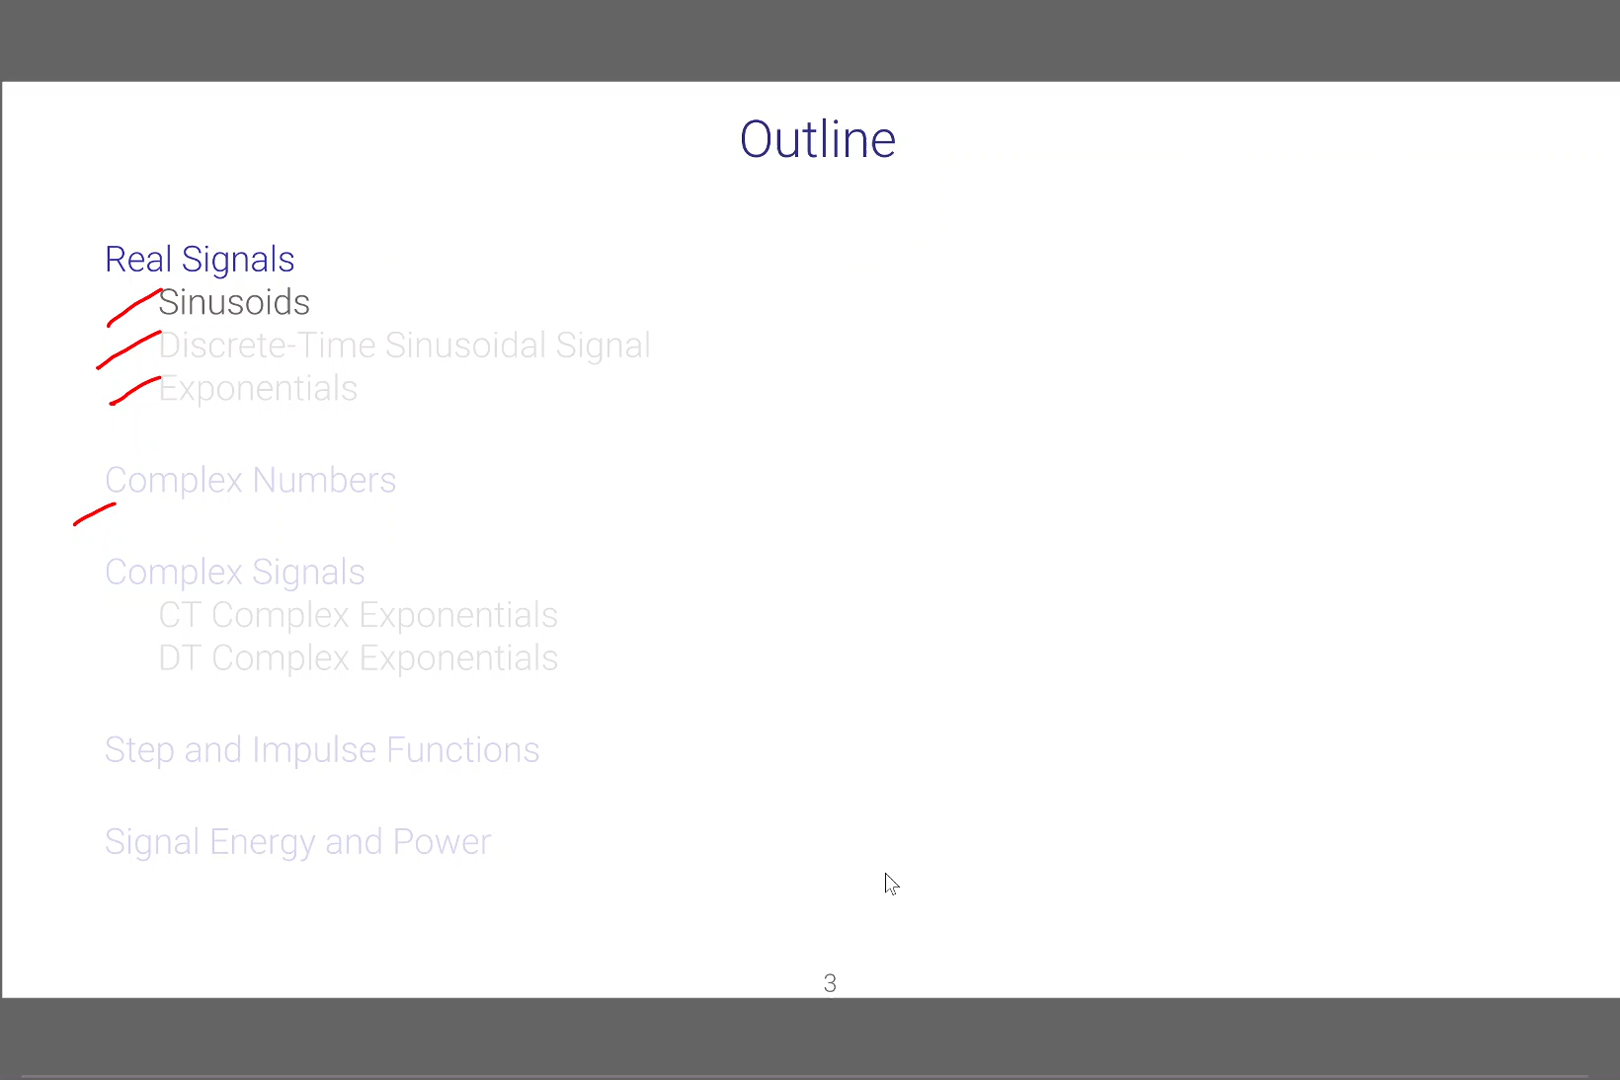 Outline
Real Signals
Sinusoids
Discrete-Time Sinusoidal Signal
Exponentials
Complex Numbers
Complex Signals
CT Complex Exponentials
DT Complex Exponentials
Step and Impulse Functions
Signal Energy and Power
3